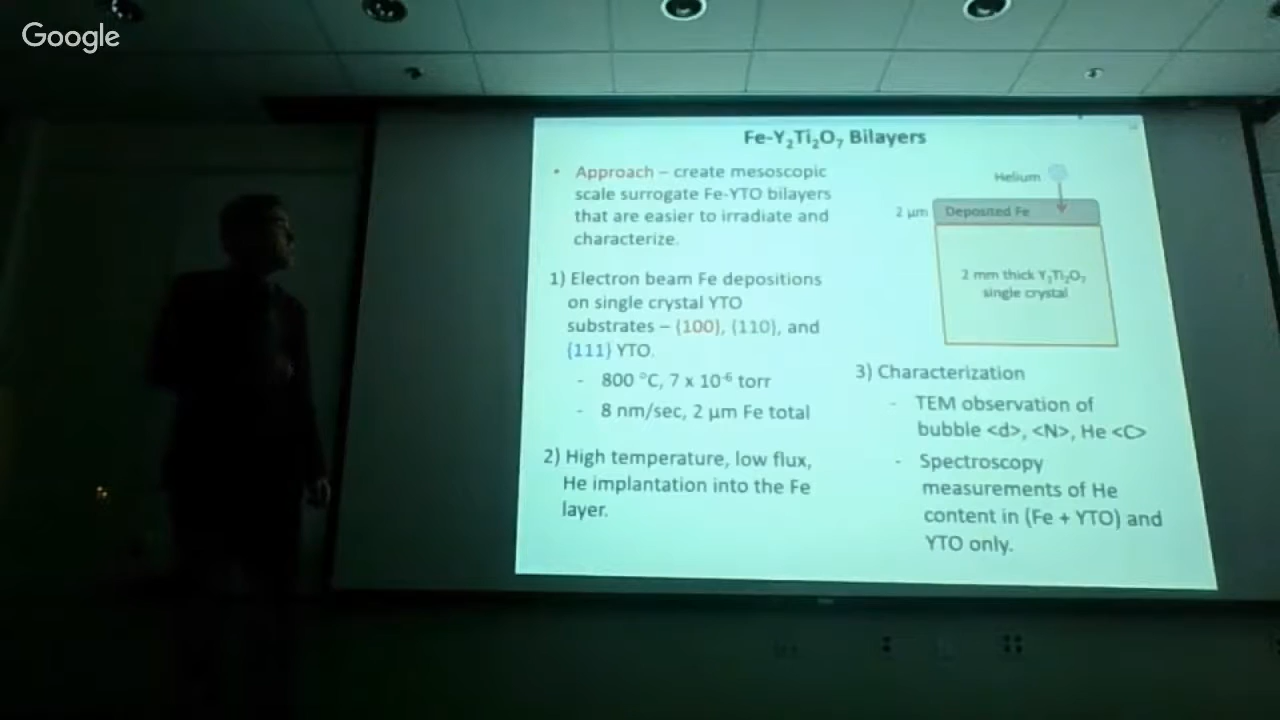 Google
Fe-Y₂Ti₂O₇ Bilayers
• Approach – create mesoscopic
scale surrogate Fe-YTO bilayers
that are easier to irradiate and
characterize.
1) Electron beam Fe depositions
on single crystal YTO
substrates – {100}, {110}, and
{111} YTO.
- 800 °C, 7 x 10⁻⁶ torr
- 8 nm/sec, 2 µm Fe total
2) High temperature, low flux,
He implantation into the Fe
layer.
Helium
2 µm
Deposited Fe
2 mm thick Y₂Ti₂O₇
single crystal
3) Characterization
- TEM observation of
bubble <d>, <N>, He <C>
- Spectroscopy
measurements of He
content in (Fe + YTO) and
YTO only.